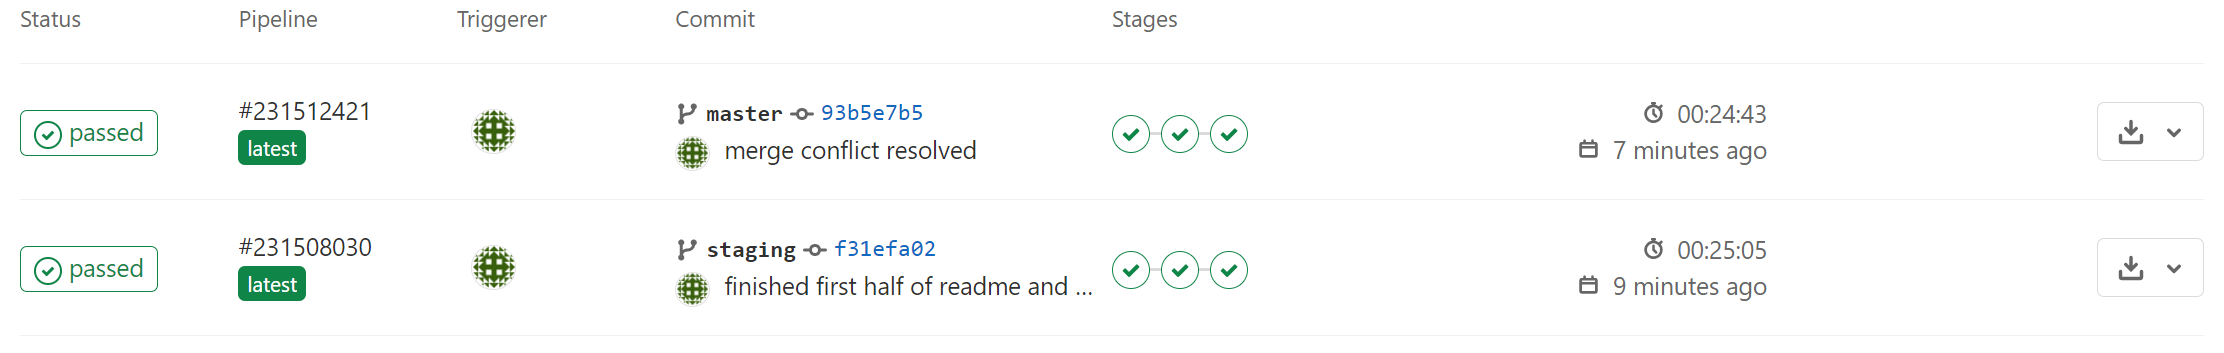 Status Pipeline Triggerer Commit Stages
passed
#231512421
latest
master 93b5e7b5
merge conflict resolved
00:24:43
7 minutes ago
passed
#231508030
latest
staging f31efa02
finished first half of readme and ...
00:25:05
9 minutes ago